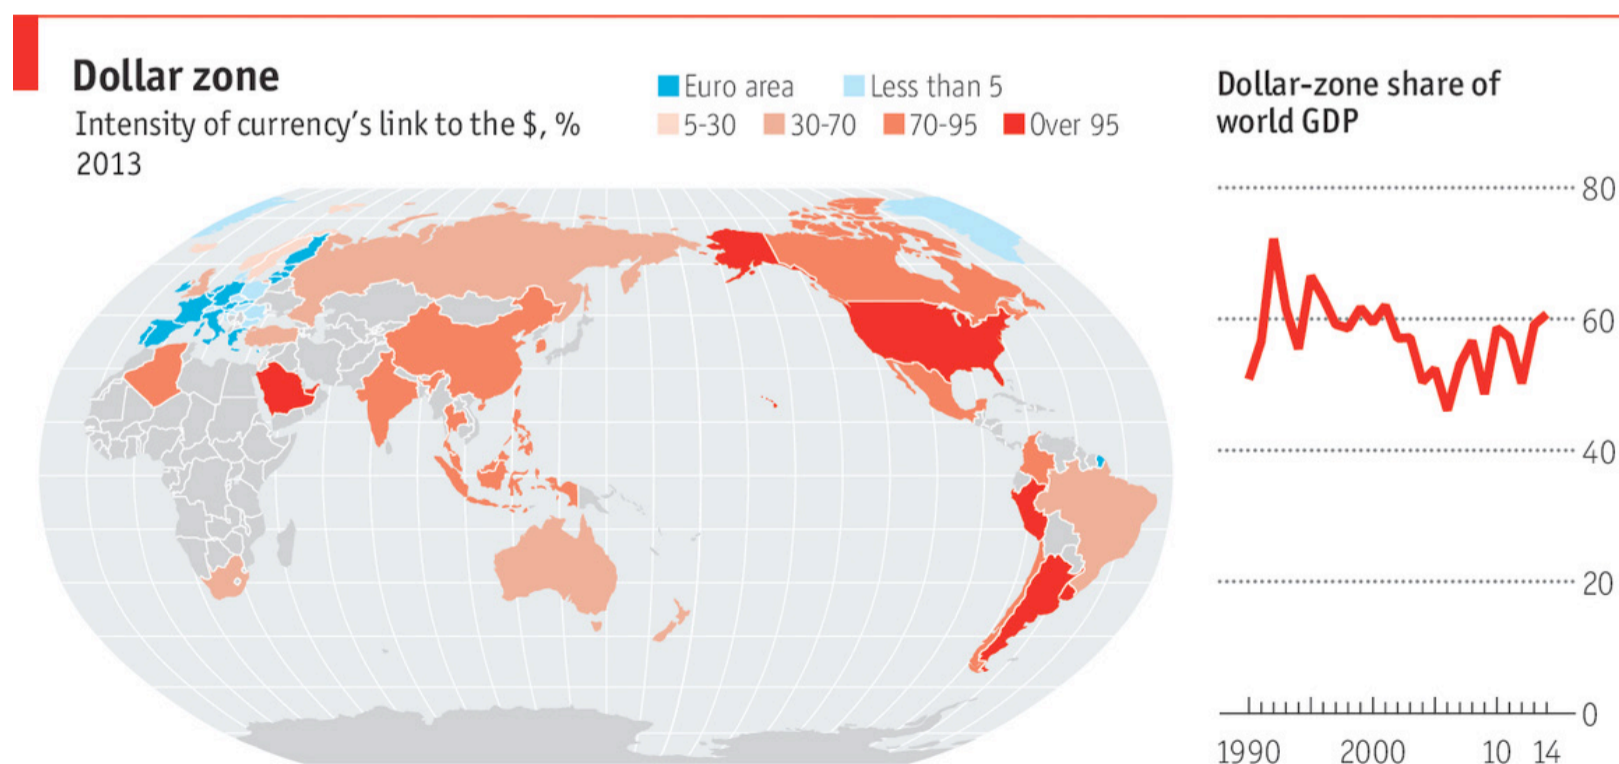 Dollar zone
Intensity of currency's link to the $, %
2013
Euro area
Less than 5
5-30
30-70
70-95
Over 95
Dollar-zone share of
world GDP
80
60
40
20
0
1990 2000 10 14